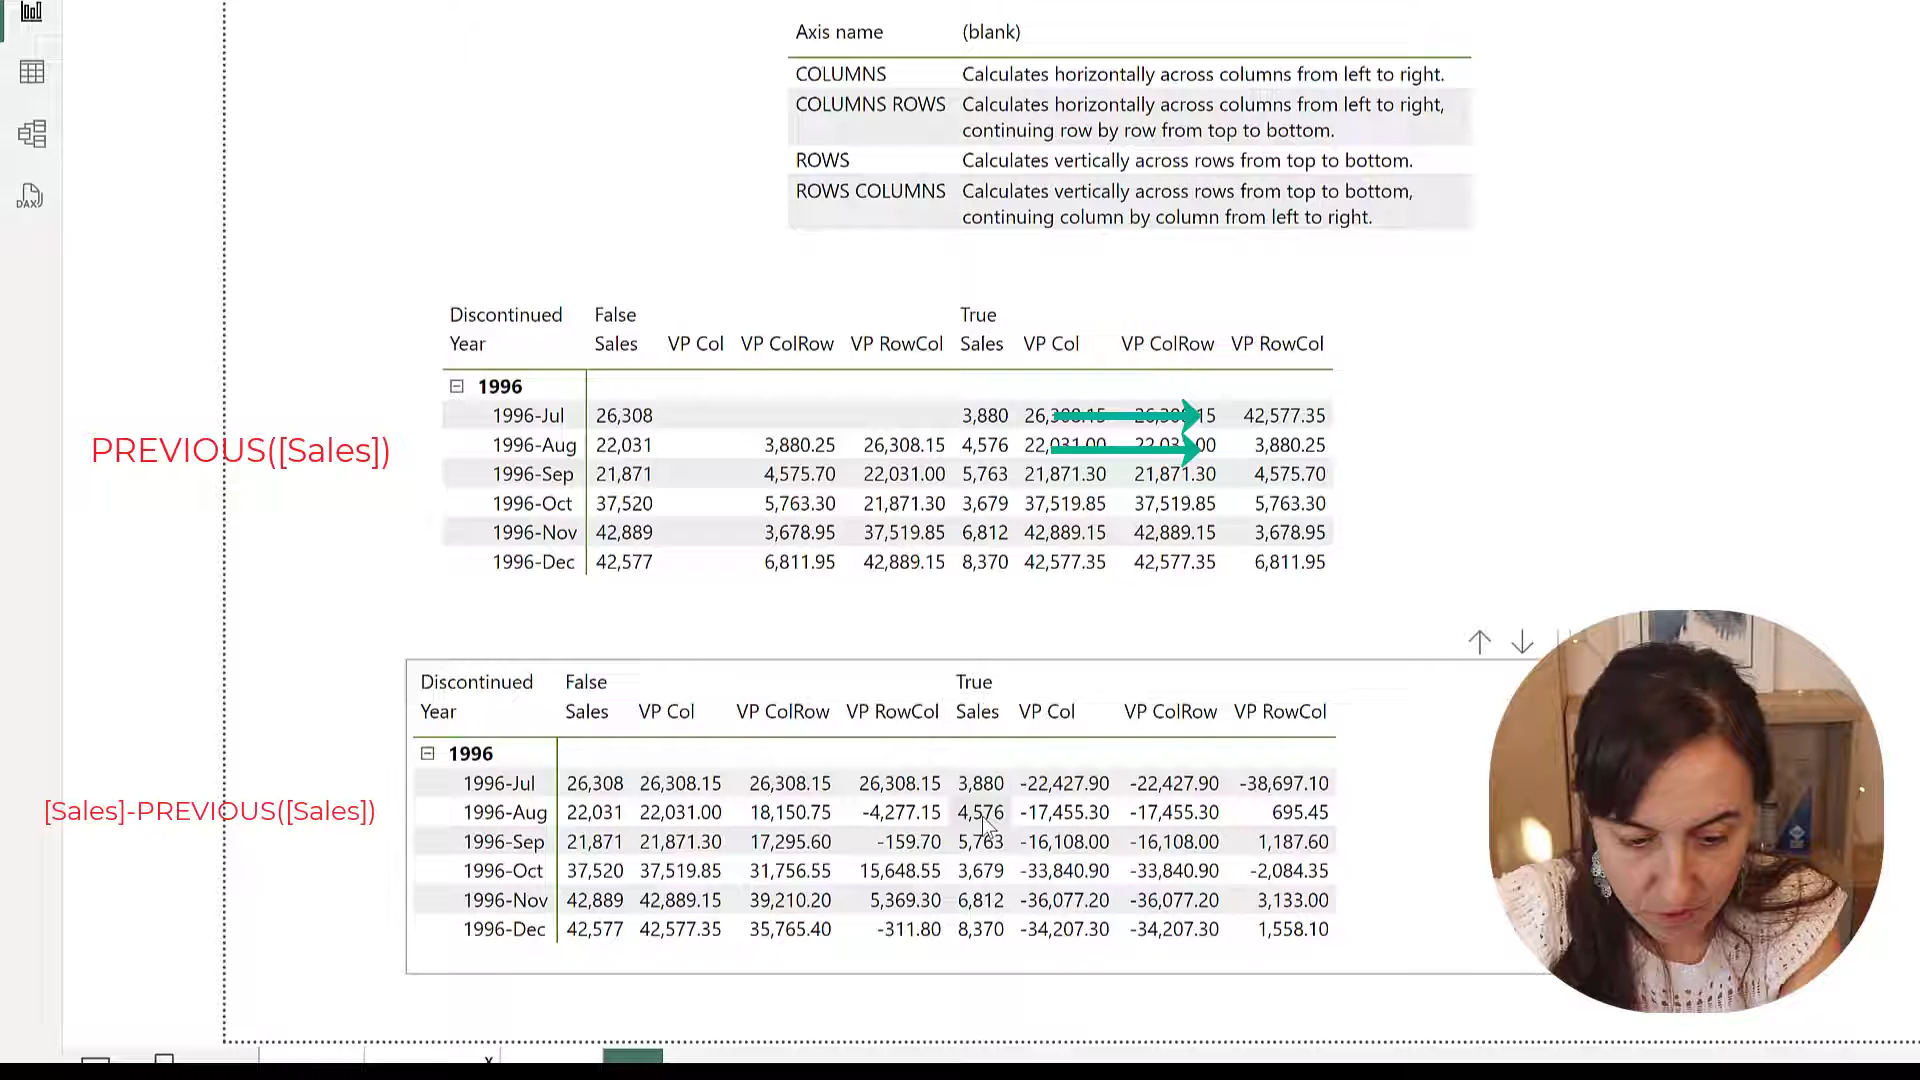 DAX
Axis name (blank)
COLUMNS Calculates horizontally across columns from left to right.
COLUMNS ROWS Calculates horizontally across columns from left to right,
continuing row by row from top to bottom.
ROWS Calculates vertically across rows from top to bottom.
ROWS COLUMNS Calculates vertically across rows from top to bottom,
continuing column by column from left to right.
Discontinued False True
Year Sales VP Col VP ColRow VP RowCol Sales VP Col VP ColRow VP RowCol
1996
1996-Jul 26,308 3,880 42,577.35
1996-Aug 22,031 3,880.25 26,308.15 4,576 3,880.25
PREVIOUS([Sales])
1996-Sep 21,871 4,575.70 22,031.00 5,763 21,871.30 21,871.30 4,575.70
1996-Oct 37,520 5,763.30 21,871.30 3,679 37,519.85 37,519.85 5,763.30
1996-Nov 42,889 3,678.95 37,519.85 6,812 42,889.15 42,889.15 3,678.95
1996-Dec 42,577 6,811.95 42,889.15 8,370 42,577.35 42,577.35 6,811.95
Discontinued False True
Year Sales VP Col VP ColRow VP RowCol Sales VP Col VP ColRow VP RowCol
1996
1996-Jul 26,308 26,308.15 26,308.15 26,308.15 3,880 -22,427.90 -22,427.90 -38,697.10
[Sales]-PREVIOUS([Sales])
1996-Aug 22,031 22,031.00 18,150.75 -4,277.15 4,576 -17,455.30 -17,455.30 695.45
1996-Sep 21,871 21,871.30 17,295.60 -159.70 5,763 -16,108.00 -16,108.00 1,187.60
1996-Oct 37,520 37,519.85 31,756.55 15,648.55 3,679 -33,840.90 -33,840.90 -2,084.35
1996-Nov 42,889 42,889.15 39,210.20 5,369.30 6,812 -36,077.20 -36,077.20 3,133.00
1996-Dec 42,577 42,577.35 35,765.40 -311.80 8,370 -34,207.30 -34,207.30 1,558.10